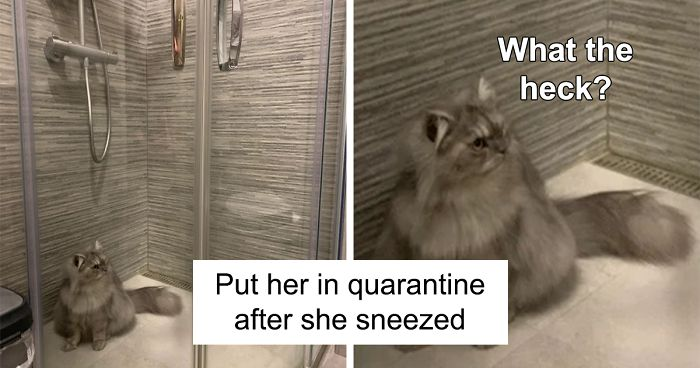 What the
heck?
Put her in quarantine
after she sneezed